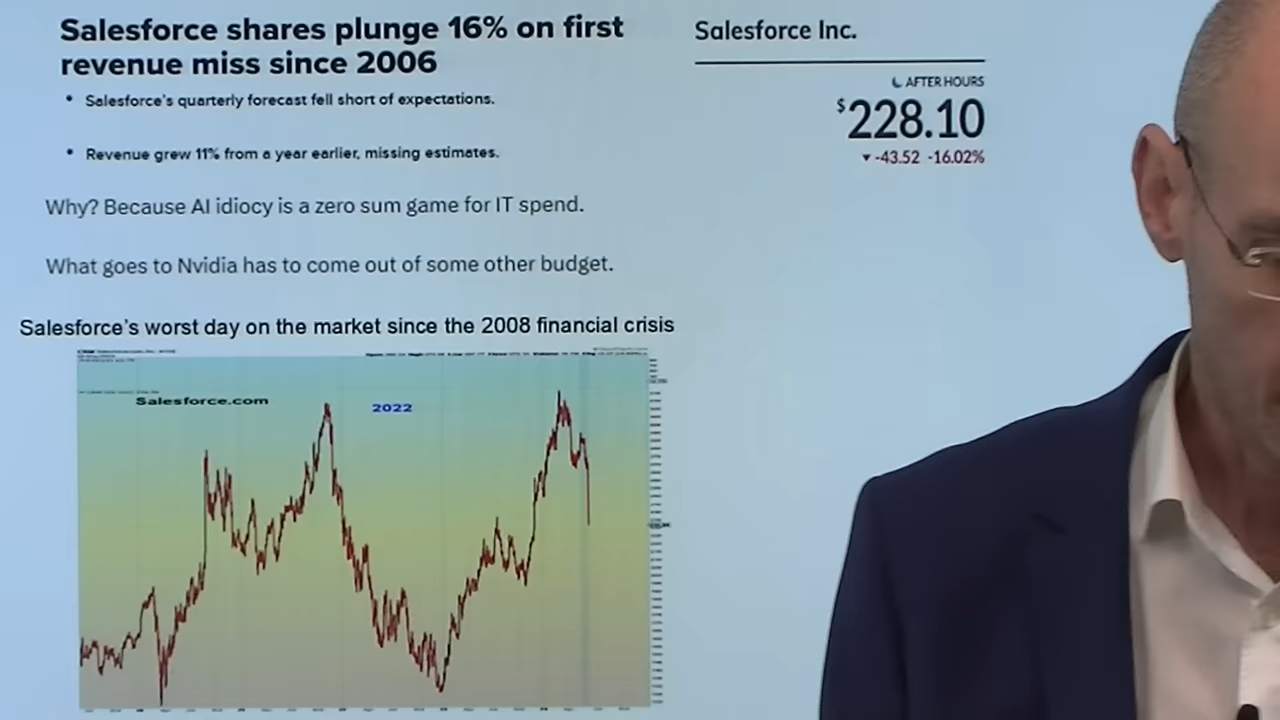 Salesforce shares plunge 16% on first
revenue miss since 2006
• Salesforce's quarterly forecast fell short of expectations.
• Revenue grew 11% from a year earlier, missing estimates.
Why? Because AI idiocy is a zero sum game for IT spend.
What goes to Nvidia has to come out of some other budget.
Salesforce Inc.
AFTER HOURS
$228.10
▼ -43.52 -16.02%
Salesforce's worst day on the market since the 2008 financial crisis
Salesforce.com
2022